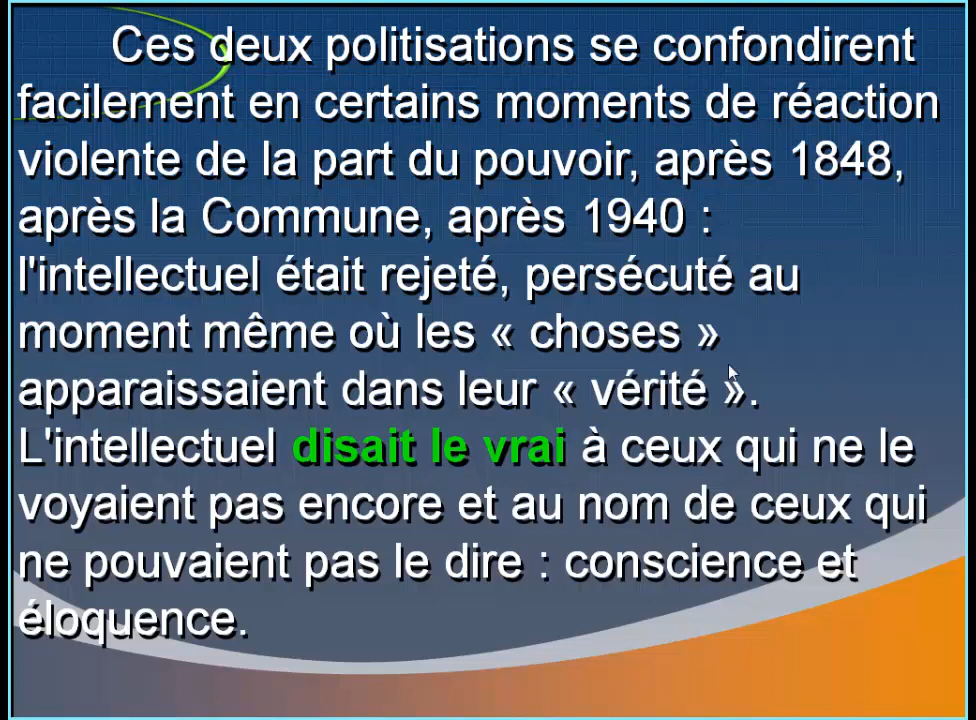 Ces deux politisations se confondirent
facilement en certains moments de réaction
violente de la part du pouvoir, après 1848,
après la Commune, après 1940 :
l'intellectuel était rejeté, persécuté au
moment même où les « choses »
apparaissaient dans leur « vérité ».
L'intellectuel disait le vrai à ceux qui ne le
voyaient pas encore et au nom de ceux qui
ne pouvaient pas le dire : conscience et
éloquence.